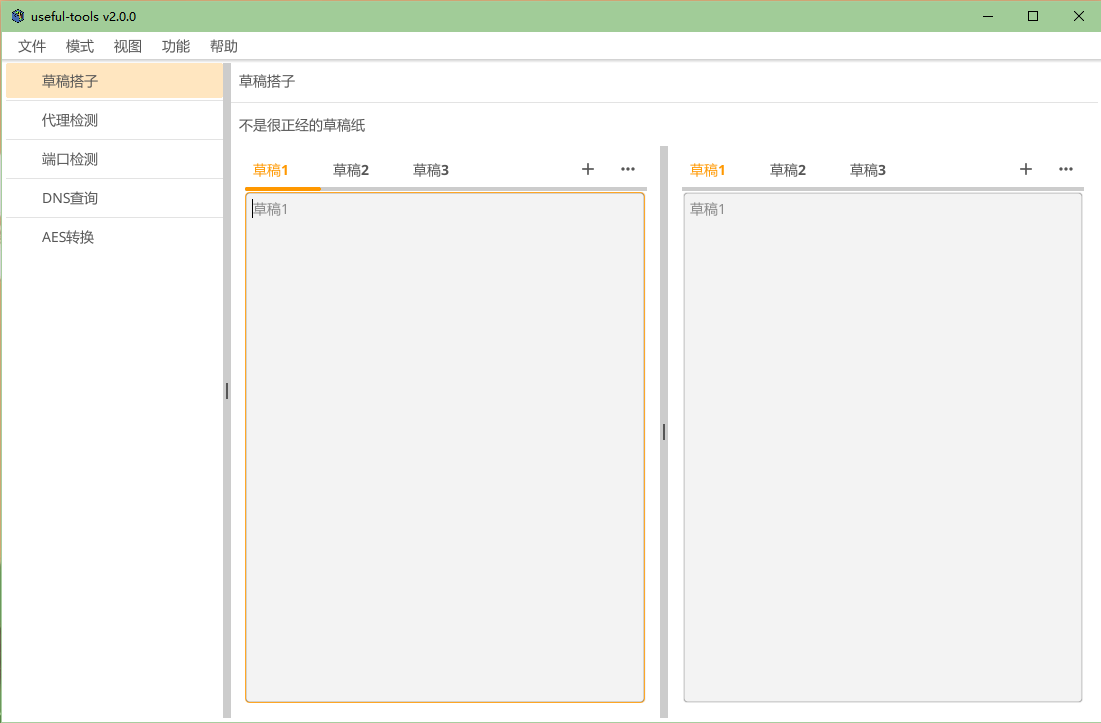 useful-tools v2.0.0
文件 模式 视图 功能 帮助
草稿搭子
代理检测
端口检测
DNS查询
AES转换
草稿搭子
不是很正经的草稿纸
草稿1 草稿2 草稿3
草稿1
草稿1 草稿2 草稿3
草稿1